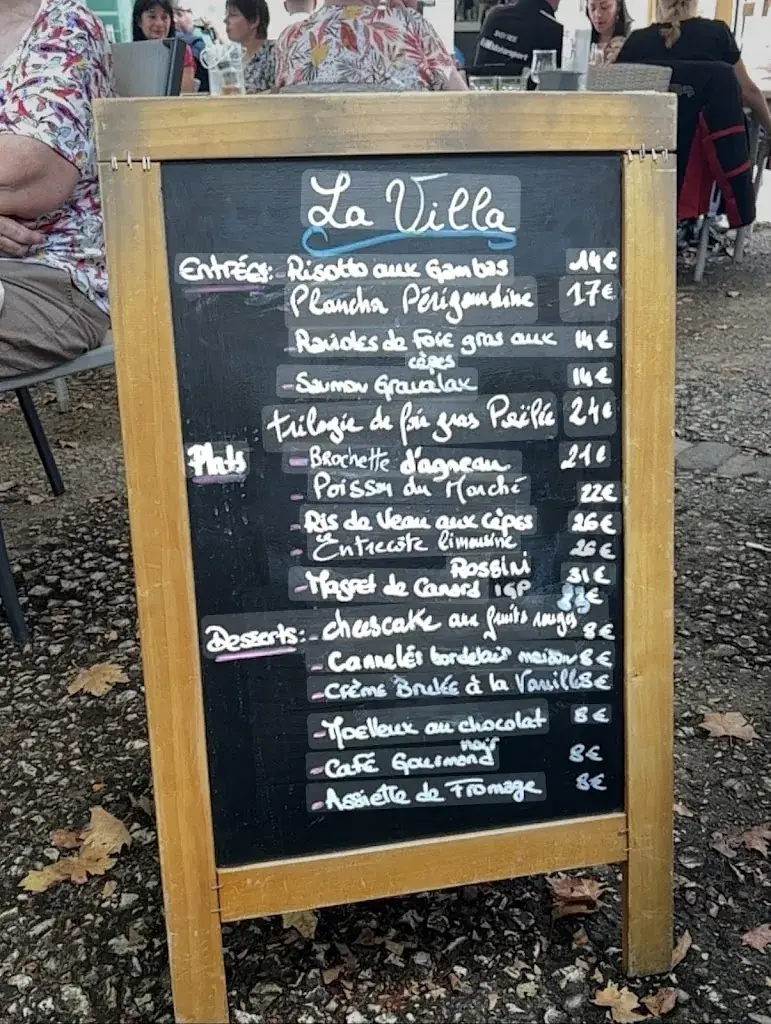 La Villa
Entrées: - Risotto aux Gambas 14€
Plancha Périgourdine 17€
- Ravioles de Foie gras aux 14€
cèpes
- Saumon Gravelax 14€
trilogie de foie gras Poêlée 24€
Plats - Brochette d'agneau 21€
- Poisson du Marché 22€
- Ris de Veau aux cèpes 26€
- Entrecôte limousine 26€
Rossini 31€
- Magret de Canard IGP
Desserts: - cheescake aux fruits rouges 8€
- Cannelés bordelais maison 8€
- Crème Brulée à la Vanille 8€
- Moelleux au chocolat 8€
noir
- Café Gourmand 8€
- Assiette de Fromage 8€
Motorsport